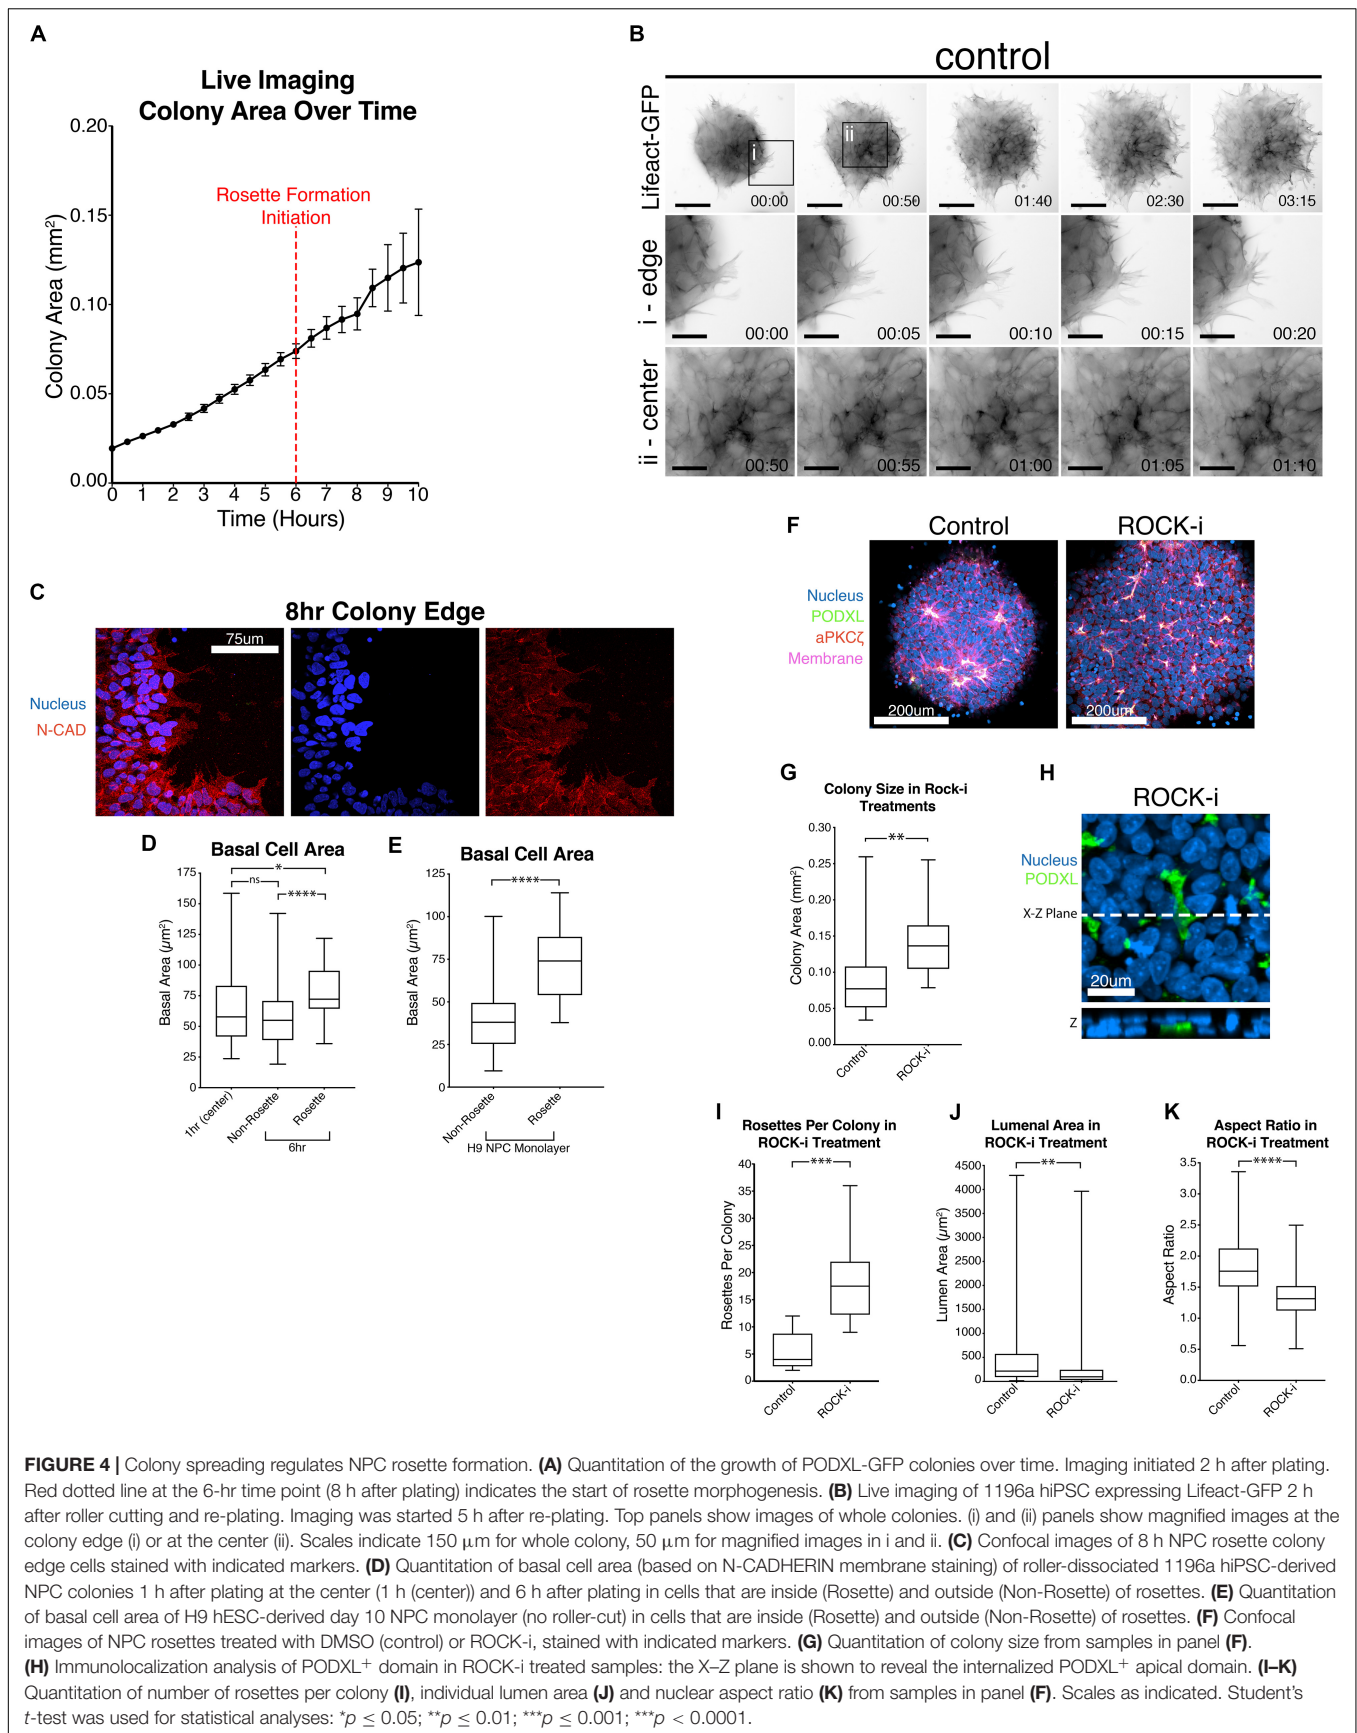 A
Live Imaging
Colony Area Over Time
Colony Area (mm²)
0.20
0.15
0.10
0.05
0.00
Rosette Formation
Initiation
0 1 2 3 4 5 6 7 8 9 10
Time (Hours)
B
control
Lifeact-GFP
i
ii
00:00 00:50 01:40 02:30 03:15
i - edge
00:00 00:05 00:10 00:15 00:20
ii - center
00:50 00:55 01:00 01:05 01:10
C
8hr Colony Edge
75um
Nucleus
N-CAD
D
Basal Cell Area
*
ns
****
Basal Area (µm²)
175
150
125
100
75
50
25
0
1hr (center) Non-Rosette Rosette
6hr
E
Basal Cell Area
****
Basal Area (µm²)
125
100
75
50
25
0
Non-Rosette Rosette
H9 NPC Monolayer
F
Control ROCK-i
Nucleus
PODXL
aPKCζ
Membrane
200um 200um
G
Colony Size in Rock-i
Treatments
**
Colony Area (mm²)
0.30
0.25
0.20
0.15
0.10
0.05
0.00
Control ROCK-i
H
ROCK-i
Nucleus
PODXL
X-Z Plane
20um
Z
I
Rosettes Per Colony in
ROCK-i Treatment
***
Rosettes Per Colony
40
35
30
25
20
15
10
5
0
Control ROCK-i
J
Lumenal Area in
ROCK-i Treatment
**
Lumen Area (µm²)
4500
4000
3500
3000
2500
2000
1500
1000
500
0
Control ROCK-i
K
Aspect Ratio in
ROCK-i Treatment
****
Aspect Ratio
3.5
3.0
2.5
2.0
1.5
1.0
0.5
0.0
Control ROCK-i
FIGURE 4 | Colony spreading regulates NPC rosette formation. (A) Quantitation of the growth of PODXL-GFP colonies over time. Imaging initiated 2 h after plating.
Red dotted line at the 6-hr time point (8 h after plating) indicates the start of rosette morphogenesis. (B) Live imaging of 1196a hiPSC expressing Lifeact-GFP 2 h
after roller cutting and re-plating. Imaging was started 5 h after re-plating. Top panels show images of whole colonies. (i) and (ii) panels show magnified images at the
colony edge (i) or at the center (ii). Scales indicate 150 μm for whole colony, 50 μm for magnified images in i and ii. (C) Confocal images of 8 h NPC rosette colony
edge cells stained with indicated markers. (D) Quantitation of basal cell area (based on N-CADHERIN membrane staining) of roller-dissociated 1196a hiPSC-derived
NPC colonies 1 h after plating at the center (1 h (center)) and 6 h after plating in cells that are inside (Rosette) and outside (Non-Rosette) of rosettes. (E) Quantitation
of basal cell area of H9 hESC-derived day 10 NPC monolayer (no roller-cut) in cells that are inside (Rosette) and outside (Non-Rosette) of rosettes. (F) Confocal
images of NPC rosettes treated with DMSO (control) or ROCK-i, stained with indicated markers. (G) Quantitation of colony size from samples in panel (F).
(H) Immunolocalization analysis of PODXL⁺ domain in ROCK-i treated samples: the X–Z plane is shown to reveal the internalized PODXL⁺ apical domain. (I–K)
Quantitation of number of rosettes per colony (I), individual lumen area (J) and nuclear aspect ratio (K) from samples in panel (F). Scales as indicated. Student's
t-test was used for statistical analyses: *p ≤ 0.05; **p ≤ 0.01; ***p ≤ 0.001; ***p < 0.0001.